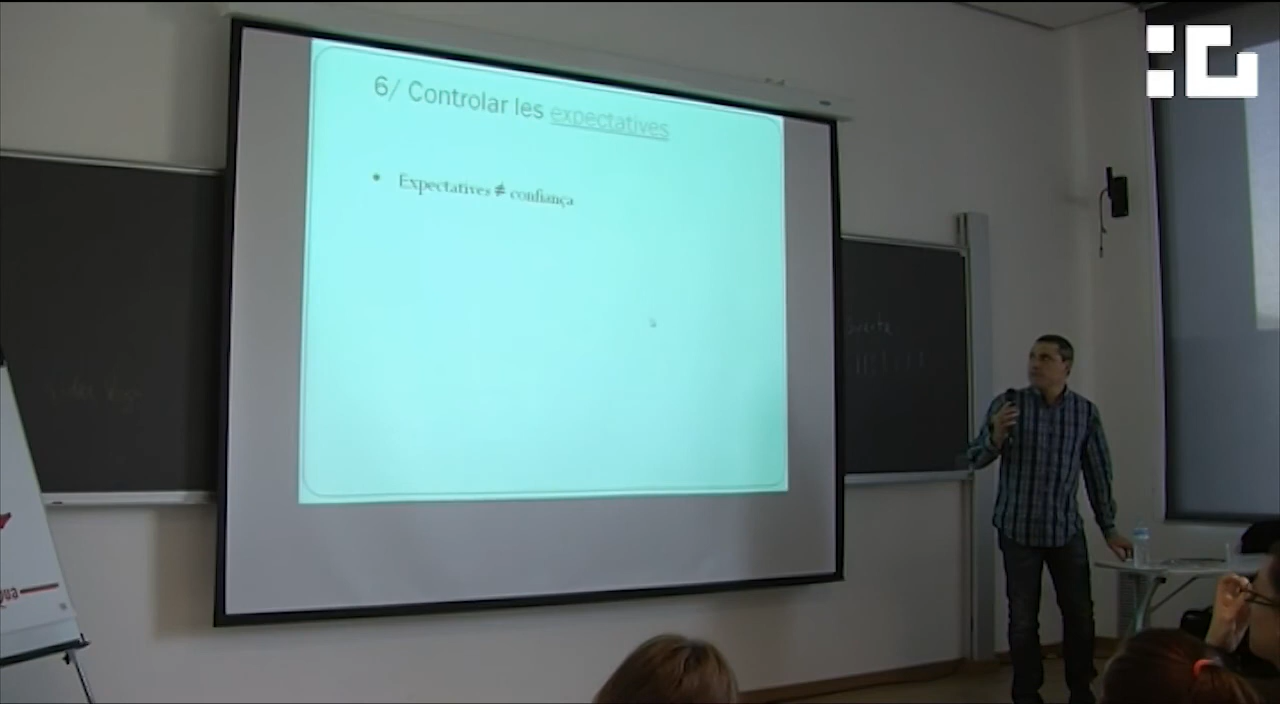 6/ Controlar les expectatives
• Expectatives ≠ confiança